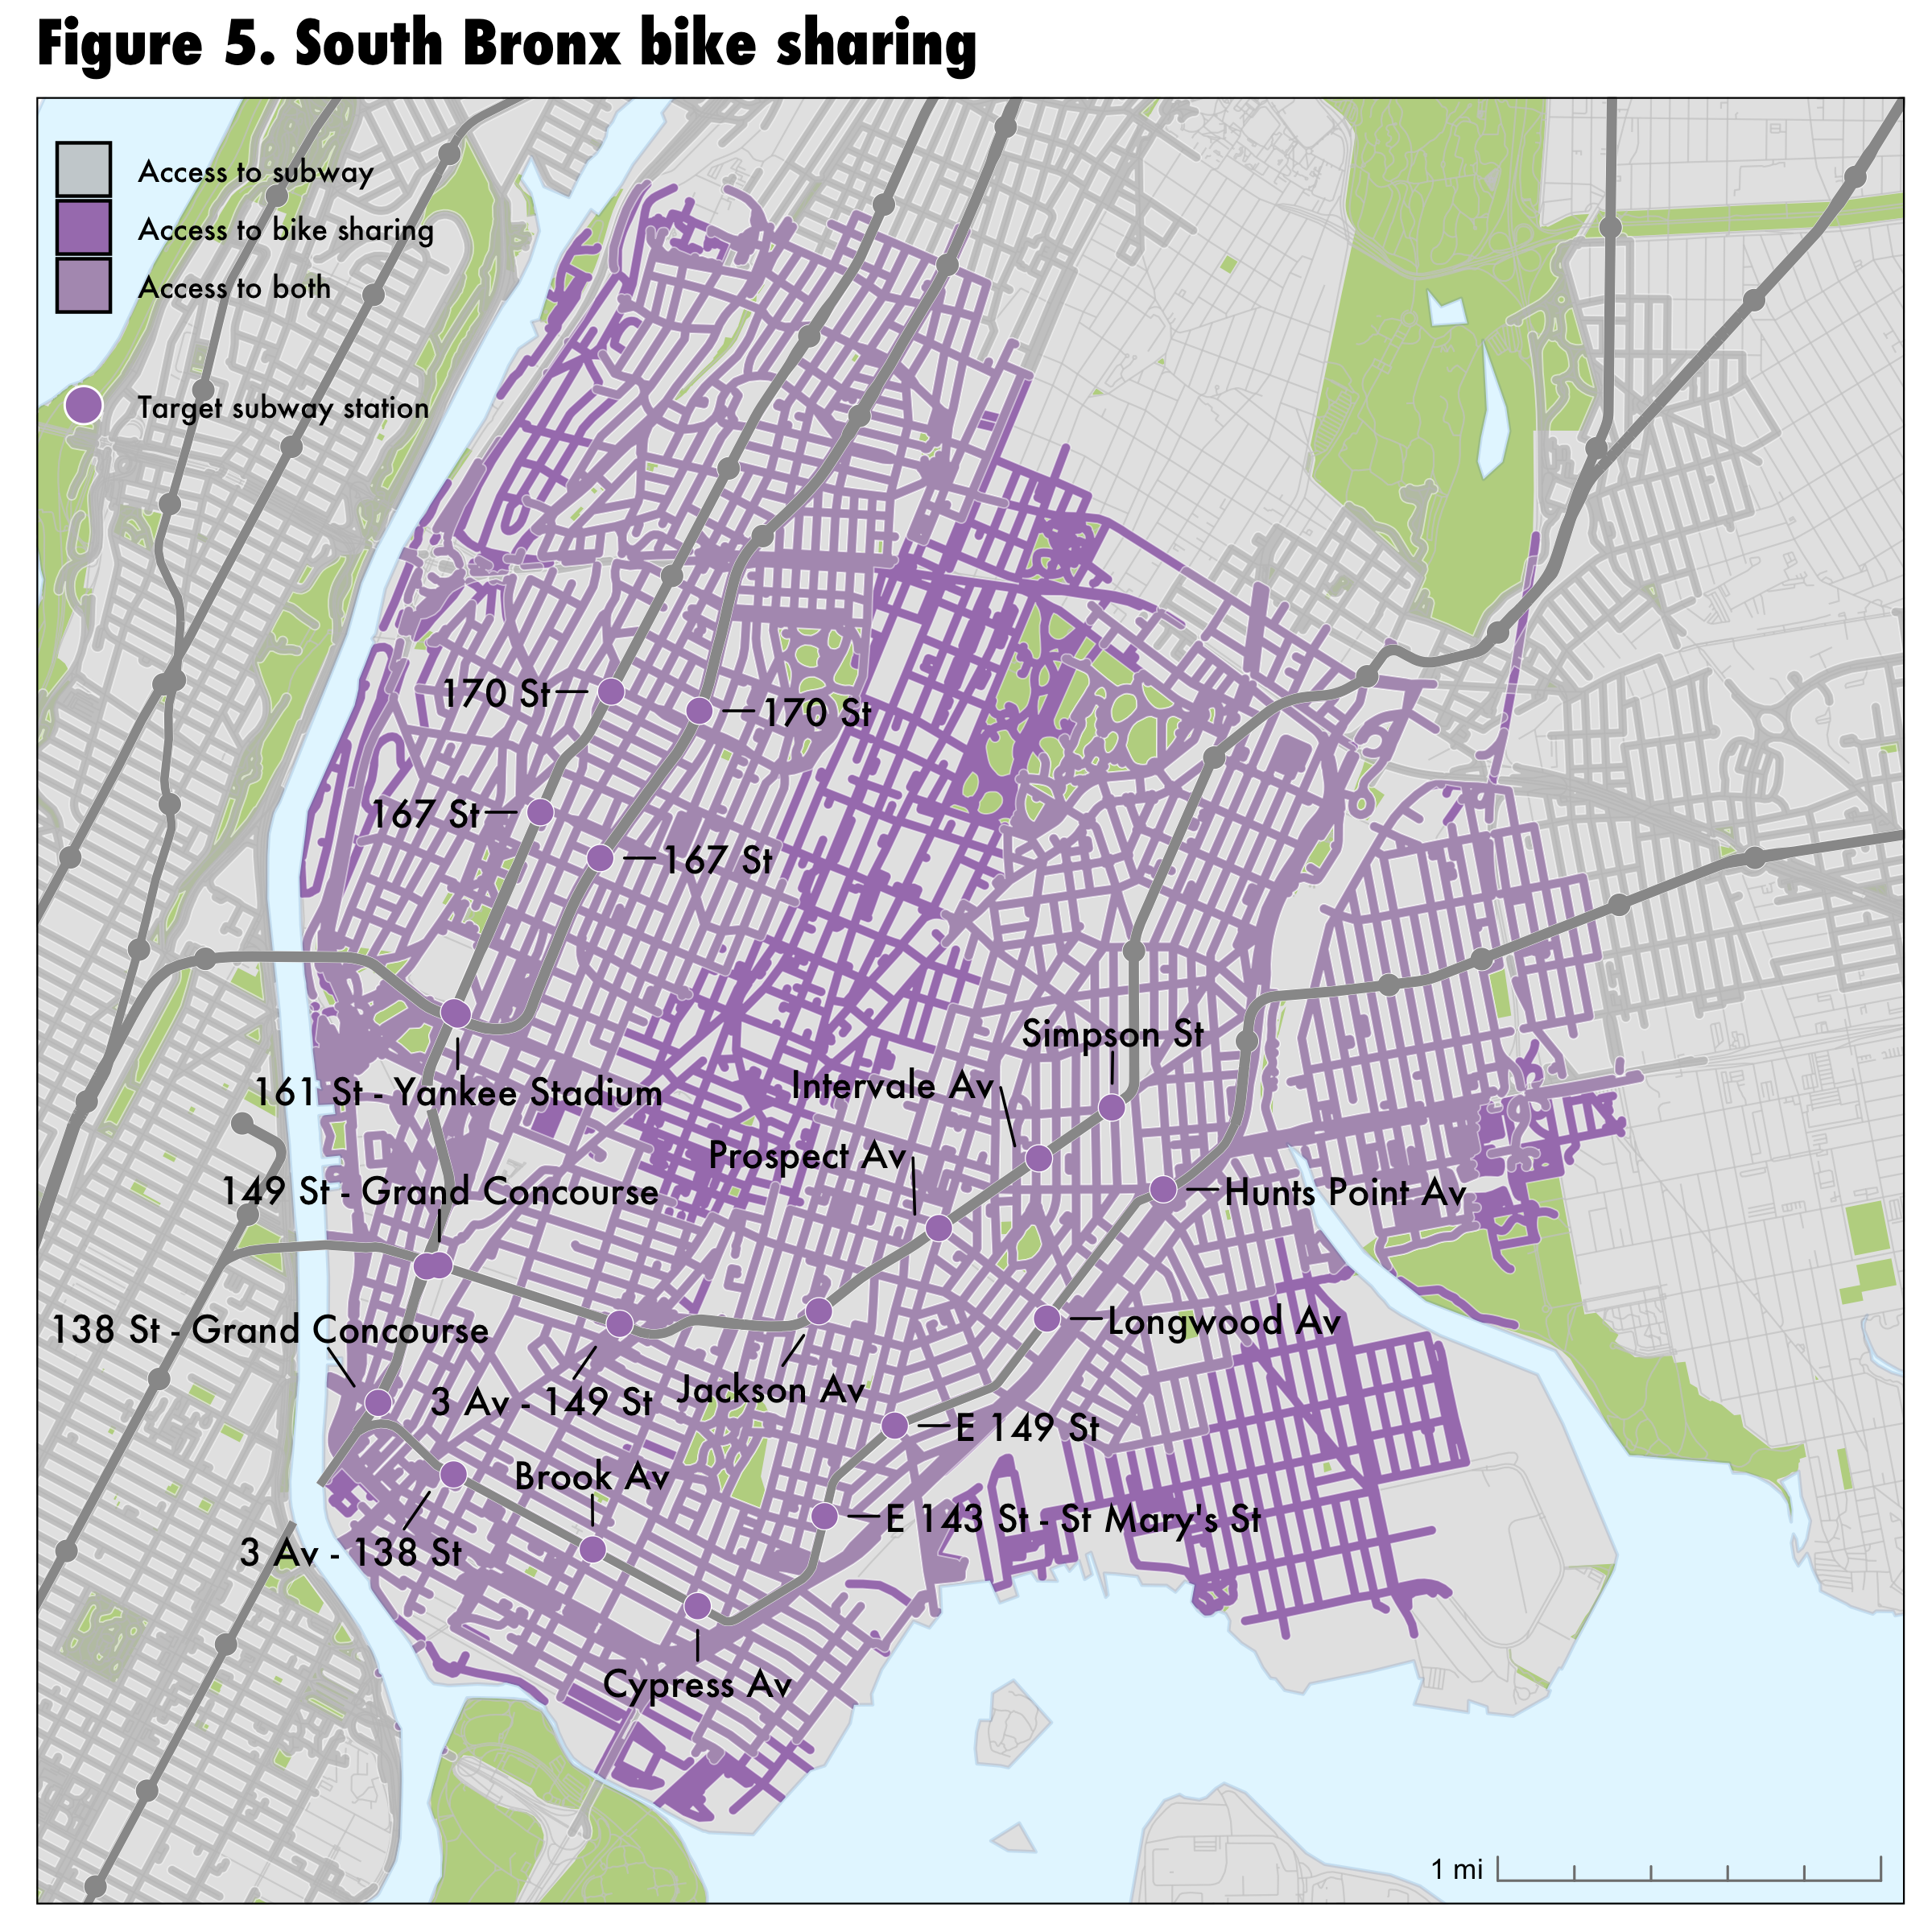 Figure 5. South Bronx bike sharing
Access to subway
Access to bike sharing
Access to both
Target subway station
170 St
170 St
167 St
167 St
Simpson St
Intervale Av
161 St - Yankee Stadium
Prospect Av
149 St - Grand Concourse
Hunts Point Av
138 St - Grand Concourse
Longwood Av
3 Av - 149 St
Jackson Av
E 149 St
Brook Av
E 143 St - St Mary's St
3 Av - 138 St
Cypress Av
1 mi